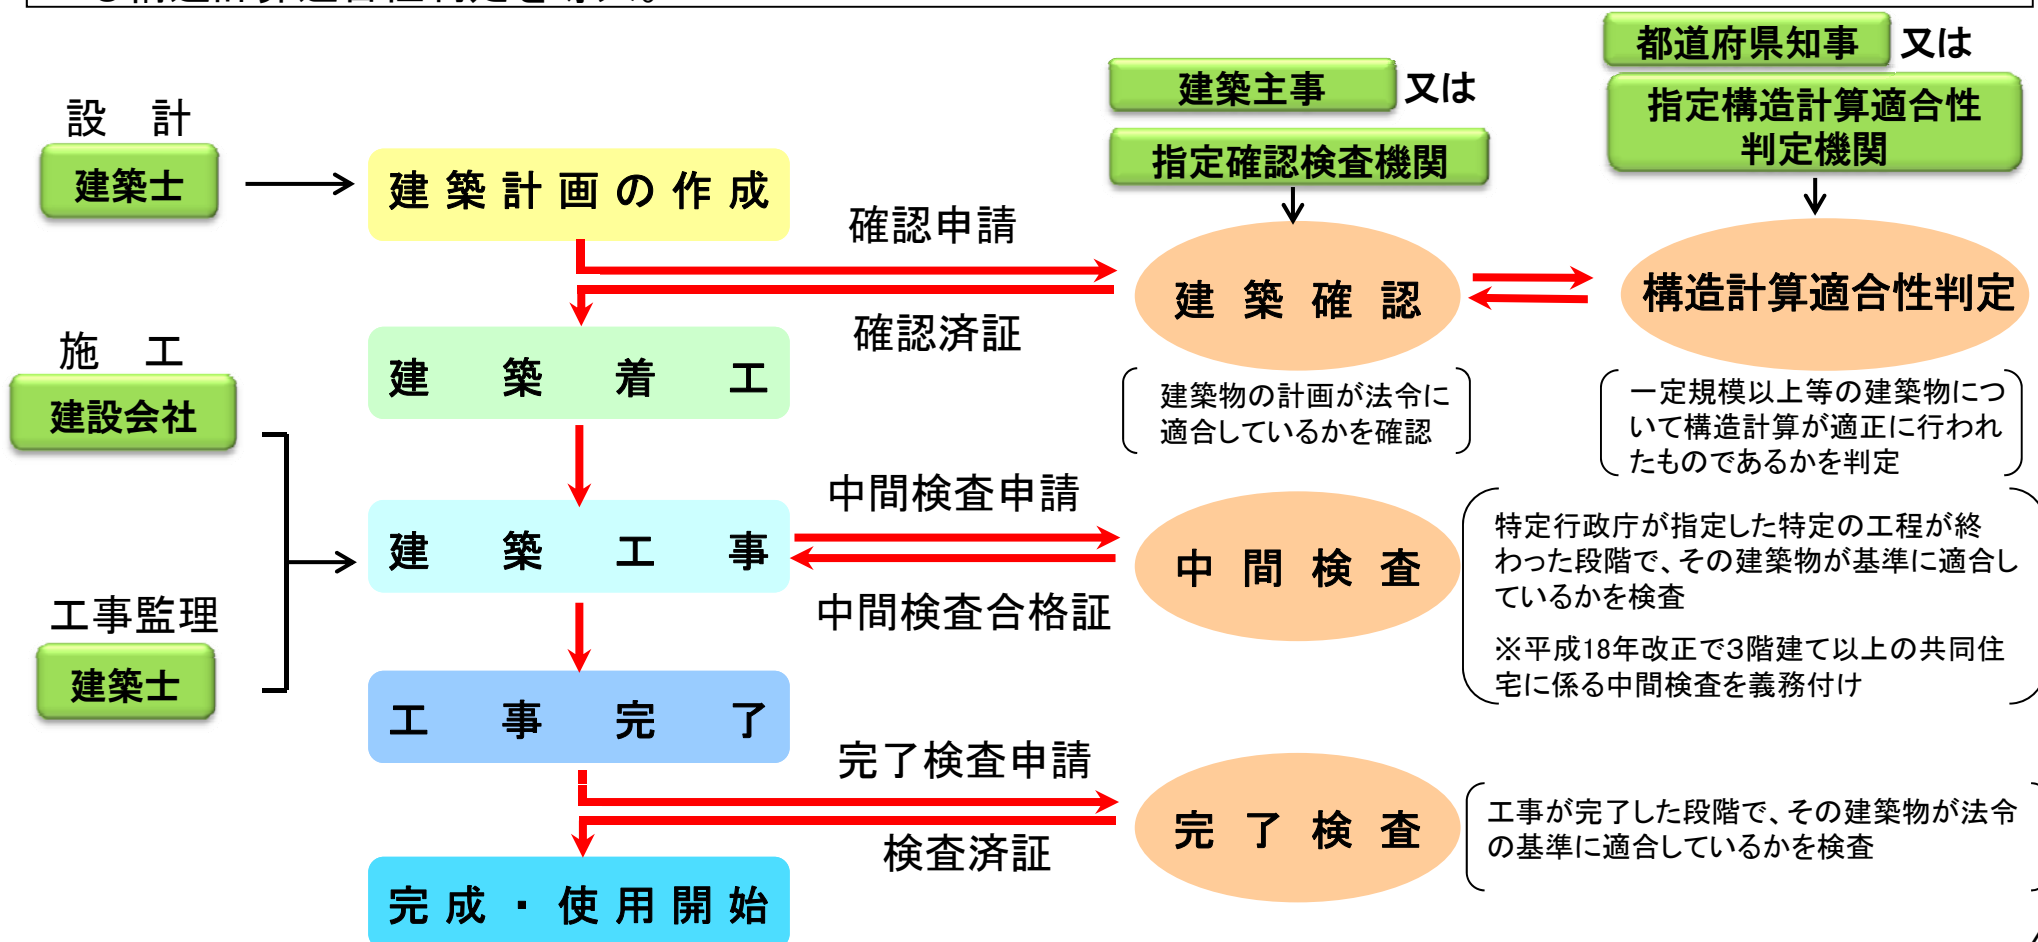 都道府県知事 又は
指定構造計算適合性
判定機関
建築主事 又は
指定確認検査機関
設 計
建築士
建築計画の作成
確認申請
確認済証
建築確認
構造計算適合性判定
建築物の計画が法令に
適合しているかを確認
一定規模以上等の建築物につ
いて構造計算が適正に行われ
たものであるかを判定
施 工
建設会社
建築着工
建築工事
中間検査申請
中間検査合格証
中間検査
特定行政庁が指定した特定の工程が終
わった段階で、その建築物が基準に適合し
ているかを検査
※平成18年改正で3階建て以上の共同住
宅に係る中間検査を義務付け
工事監理
建築士
工事完了
完了検査申請
検査済証
完了検査
工事が完了した段階で、その建築物が法令
の基準に適合しているかを検査
完成・使用開始